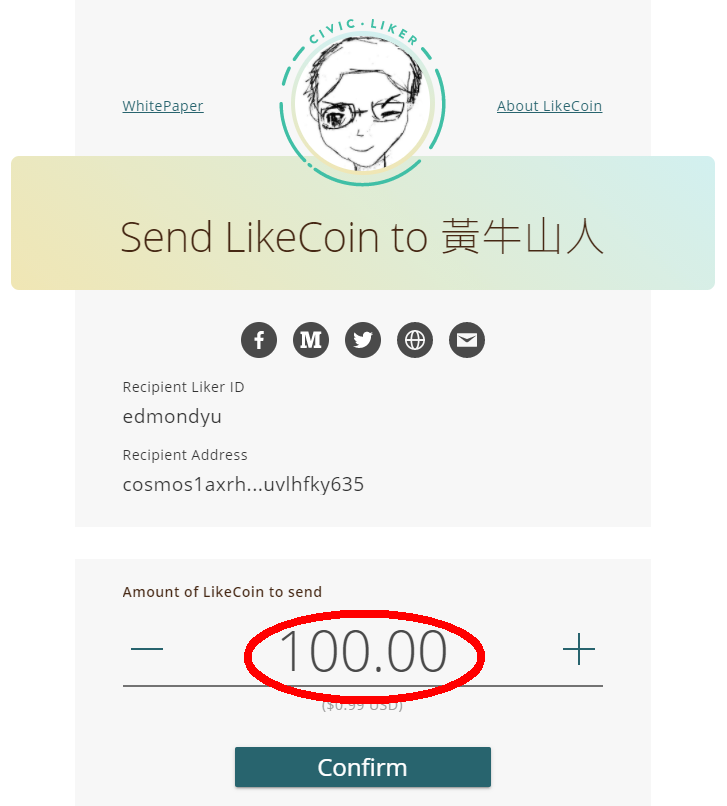 CIVIC · LIKER
WhitePaper
About LikeCoin
Send LikeCoin to 黃牛山人
Recipient Liker ID
edmondyu
Recipient Address
cosmos1axrh...uvlhfky635
Amount of LikeCoin to send
100.00
($0.99 USD)
Confirm